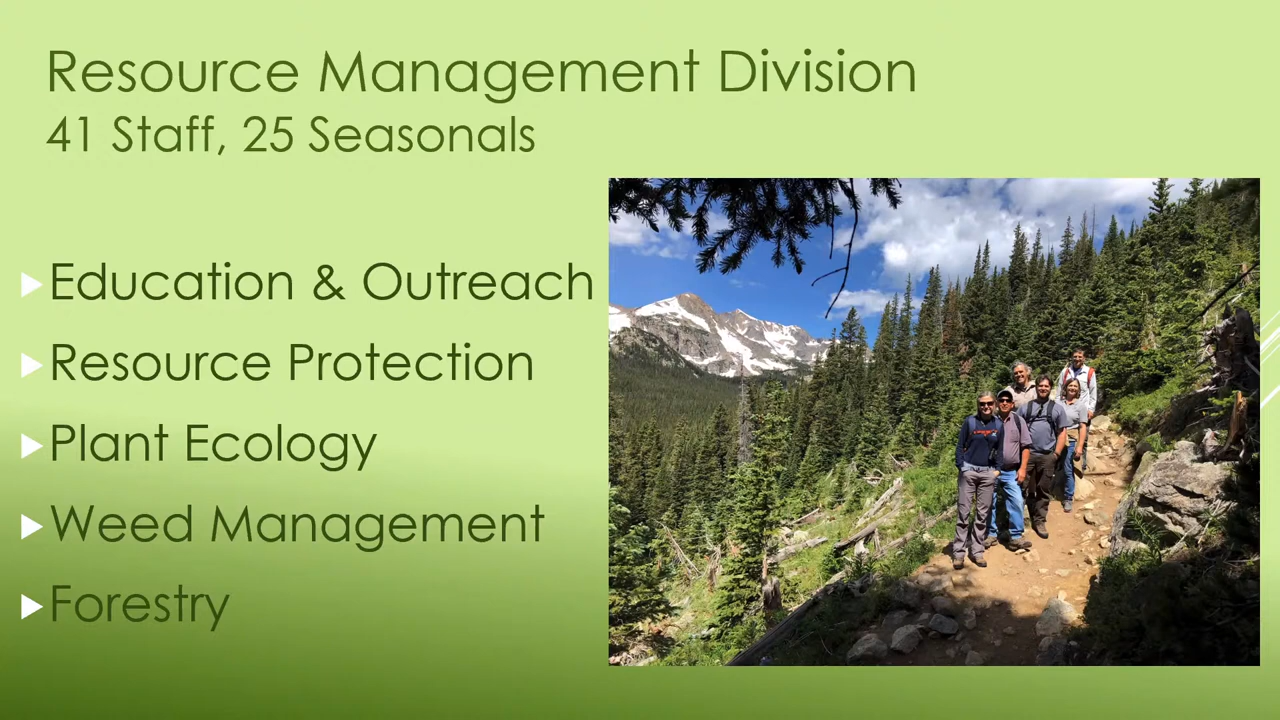 Resource Management Division
41 Staff, 25 Seasonals
Education & Outreach
Resource Protection
Plant Ecology
Weed Management
Forestry